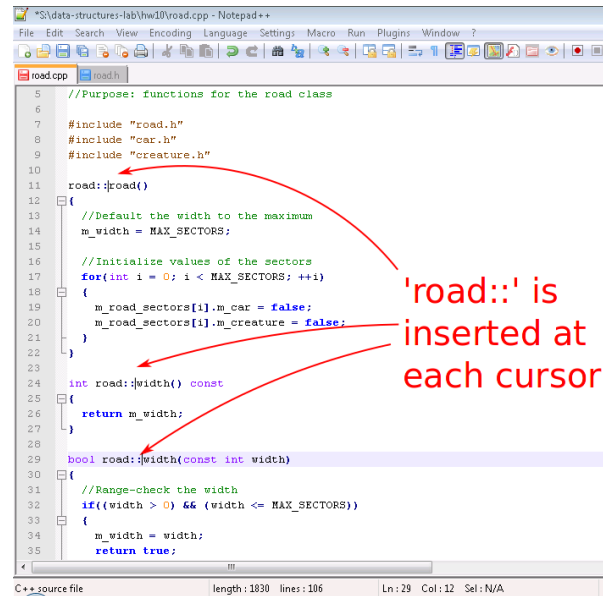 *S:\data-structures-lab\hw10\road.cpp - Notepad++
File Edit Search View Encoding Language Settings Macro Run Plugins Window ?
road.cpp road.h
5 //Purpose: functions for the road class
6
7 #include "road.h"
8 #include "car.h"
9 #include "creature.h"
10
11 road::road()
12 {
13 //Default the width to the maximum
14 m_width = MAX_SECTORS;
15
16 //Initialize values of the sectors
17 for(int i = 0; i < MAX_SECTORS; ++i)
18 {
19 m_road_sectors[i].m_car = false;
20 m_road_sectors[i].m_creature = false;
21 }
22 }
23
24 int road::width() const
25 {
26 return m_width;
27 }
28
29 bool road::width(const int width)
30 {
31 //Range-check the width
32 if((width > 0) && (width <= MAX_SECTORS))
33 {
34 m_width = width;
35 return true;
'road::' is
inserted at
each cursor
C++ source file length : 1830 lines : 106 Ln : 29 Col : 12 Sel : N/A